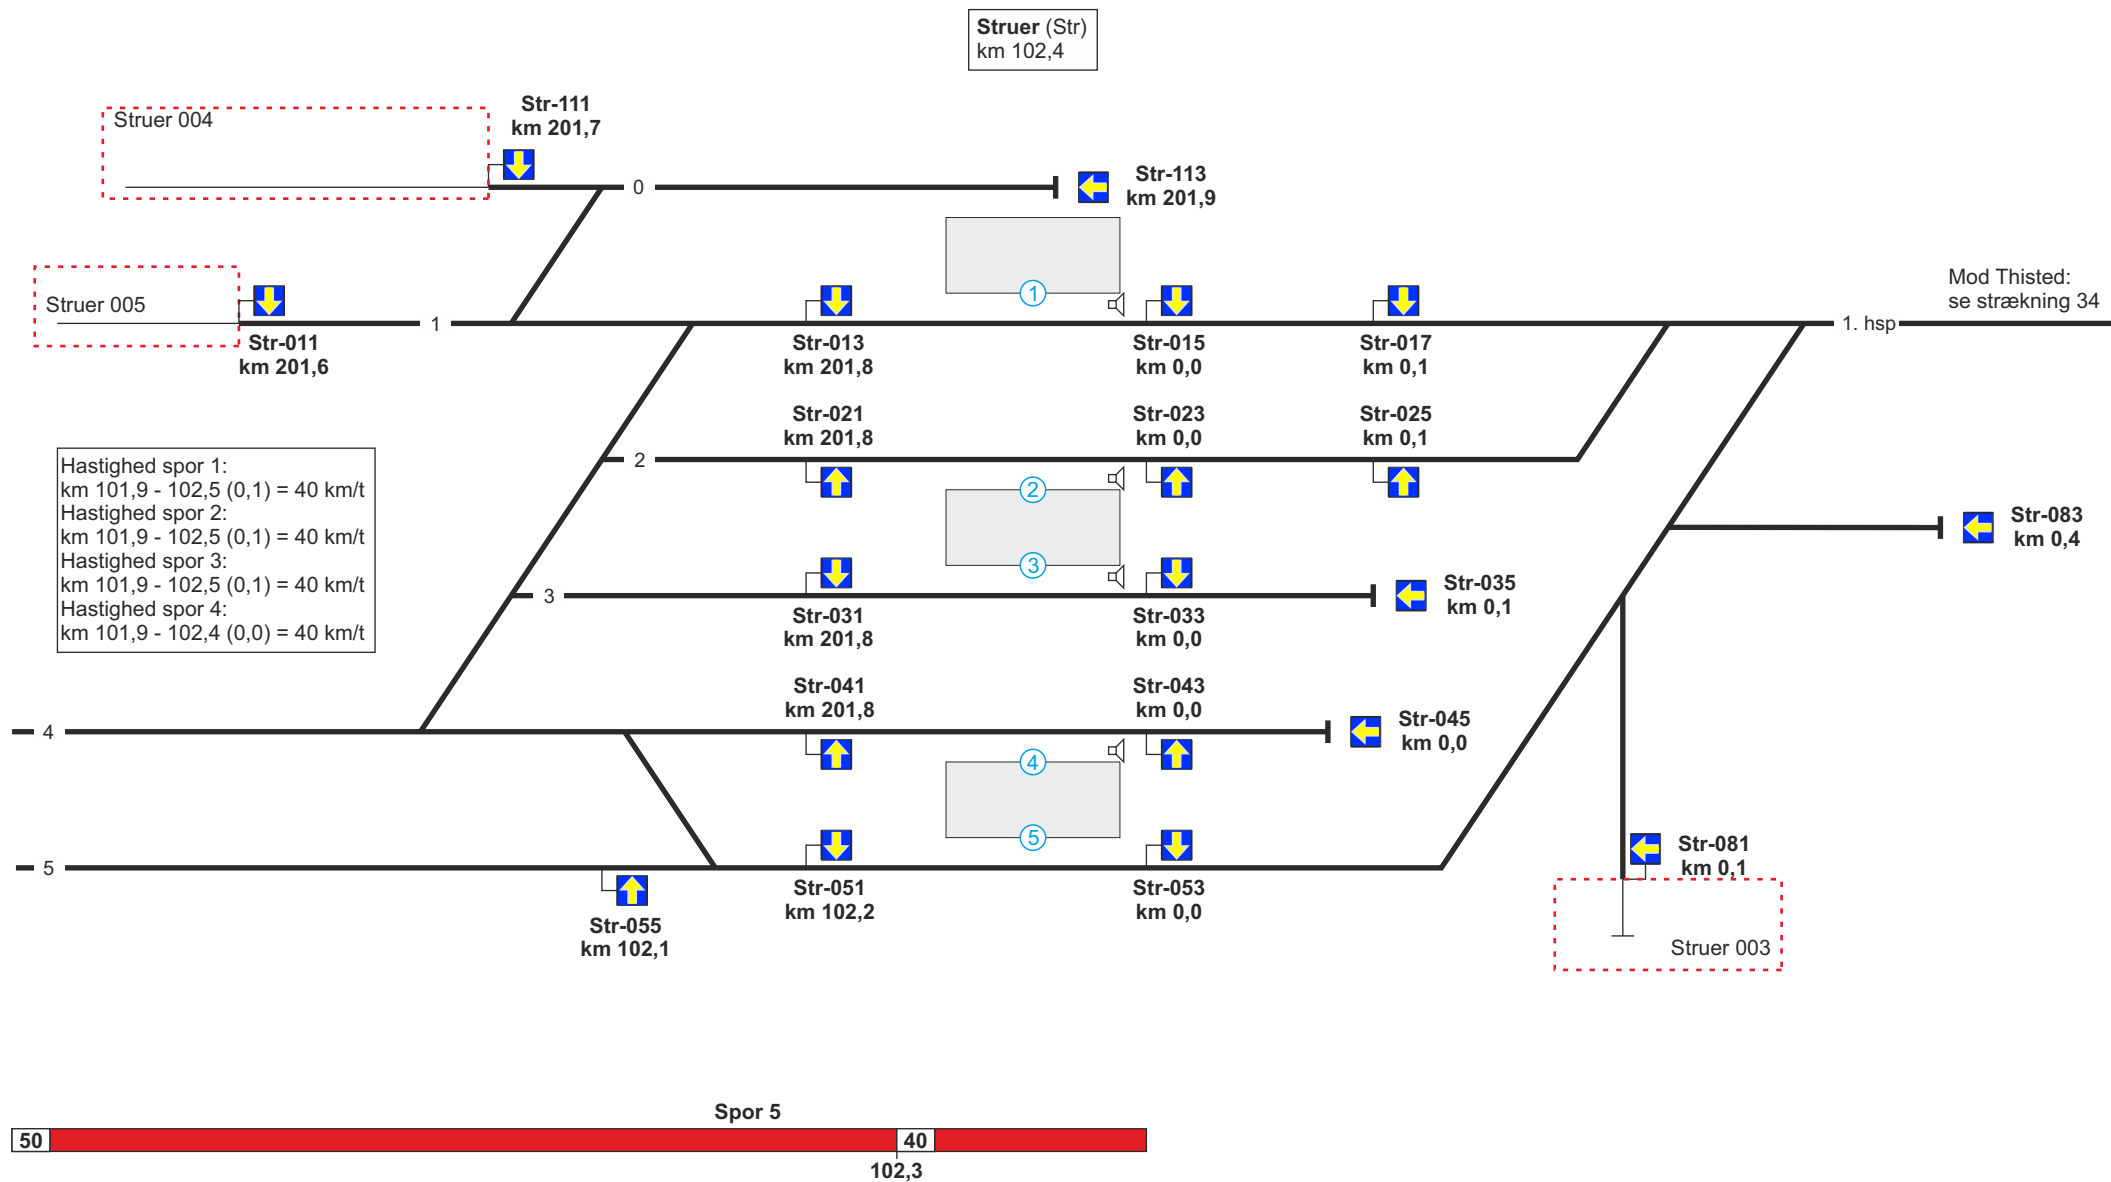 Struer (Str)
km 102,4
Str-111
km 201,7
Struer 004
0
Str-113
km 201,9
1
Mod Thisted:
se strækning 34
Struer 005
1
1. hsp
Str-011
km 201,6
Str-013
km 201,8
Str-015
km 0,0
Str-017
km 0,1
Str-021
km 201,8
Str-023
km 0,0
Str-025
km 0,1
2
Hastighed spor 1:
km 101,9 - 102,5 (0,1) = 40 km/t
Hastighed spor 2:
km 101,9 - 102,5 (0,1) = 40 km/t
Hastighed spor 3:
km 101,9 - 102,5 (0,1) = 40 km/t
Hastighed spor 4:
km 101,9 - 102,4 (0,0) = 40 km/t
2
Str-083
km 0,4
3
3
Str-035
km 0,1
Str-031
km 201,8
Str-033
km 0,0
Str-041
km 201,8
Str-043
km 0,0
4
Str-045
km 0,0
4
5
5
Str-081
km 0,1
Str-051
km 102,2
Str-053
km 0,0
Str-055
km 102,1
Struer 003
Spor 5
50
40
102,3